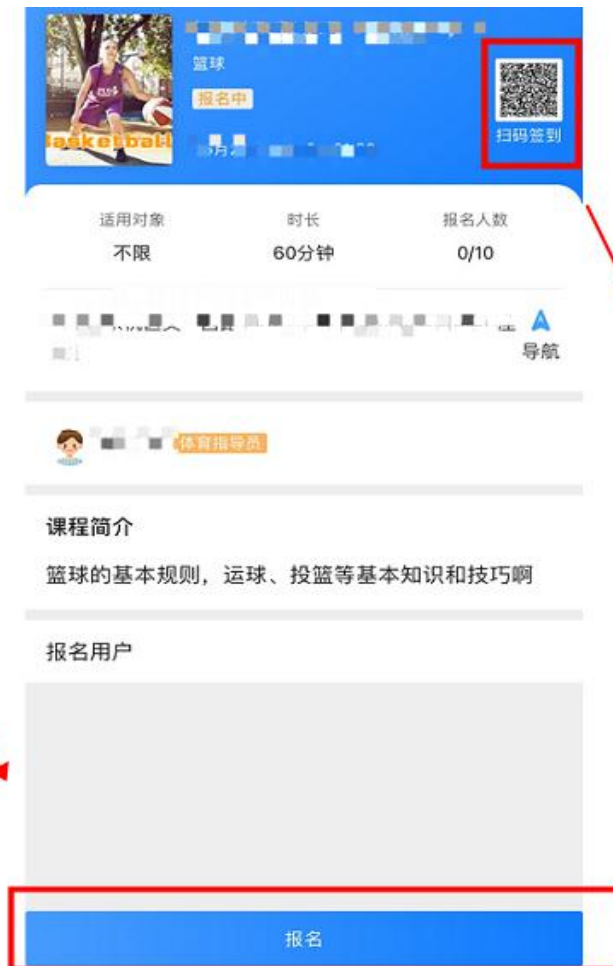 篮球
报名中
Basketball
扫码签到
适用对象 时长 报名人数
不限 60分钟 0/10
导航
体育指导员
课程简介
篮球的基本规则，运球、投篮等基本知识和技巧啊
报名用户
报名